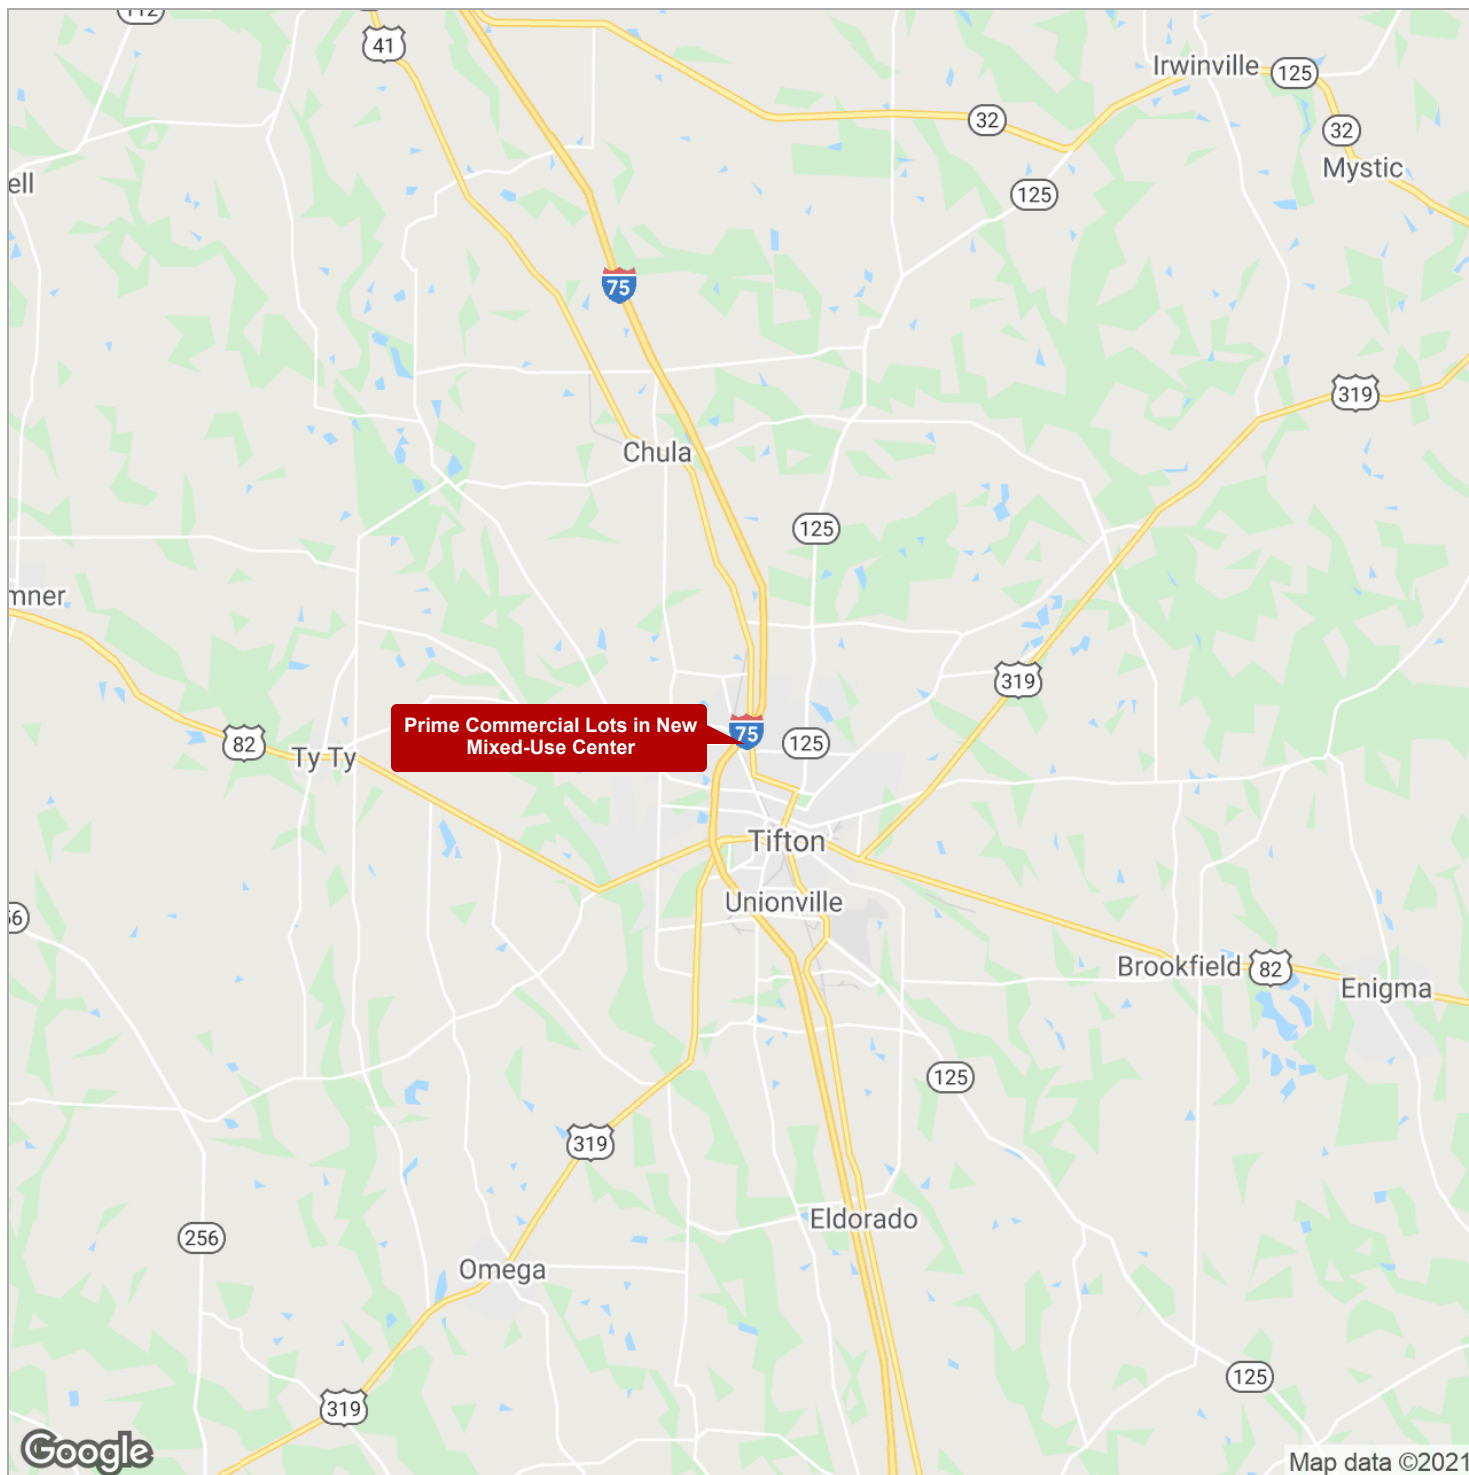 112
41
Irwinville
125
32
32
Mystic
ell
125
75
319
Chula
125
mner
319
Prime Commercial Lots in New
Mixed-Use Center
75
125
82
Ty Ty
Tifton
Unionville
56
Brookfield
82
Enigma
125
319
Eldorado
256
Omega
125
319
Google
Map data ©2021